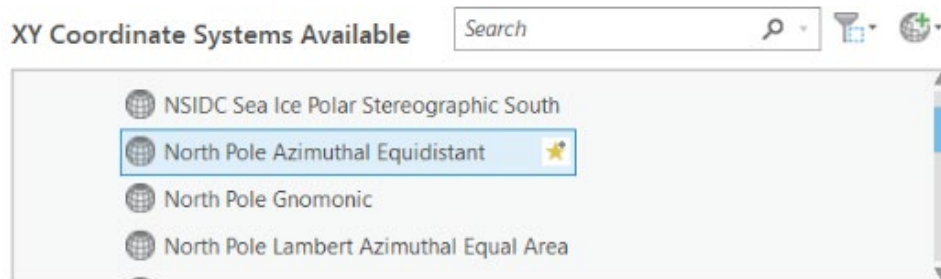 XY Coordinate Systems Available
Search
NSIDC Sea Ice Polar Stereographic South
North Pole Azimuthal Equidistant
North Pole Gnomonic
North Pole Lambert Azimuthal Equal Area